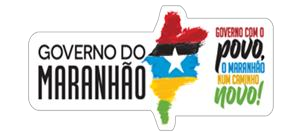 GOVERNO DO
MARANHÃO
GOVERNO COM O
povo,
O MARANHÃO
NUM CAMINHO
novo!